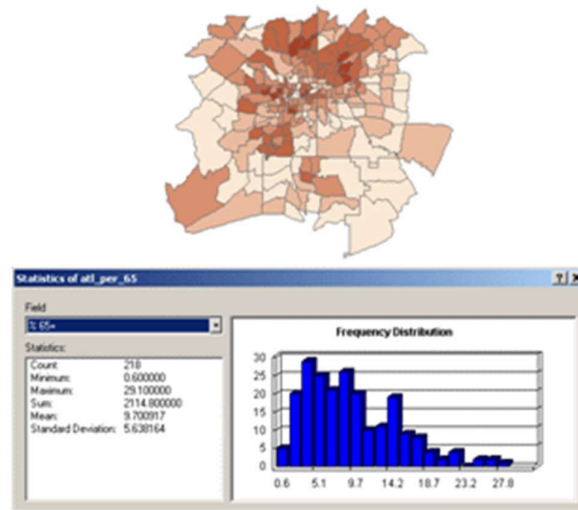 Statistics of atl_per_65
Field
% 65+
Statistics:
Count: 218
Minimum: 0.600000
Maximum: 29.100000
Sum: 2114.800000
Mean: 9.700917
Standard Deviation: 5.638164
Frequency Distribution
30
25
20
15
10
5
0
0.6 5.1 9.7 14.2 18.7 23.2 27.8